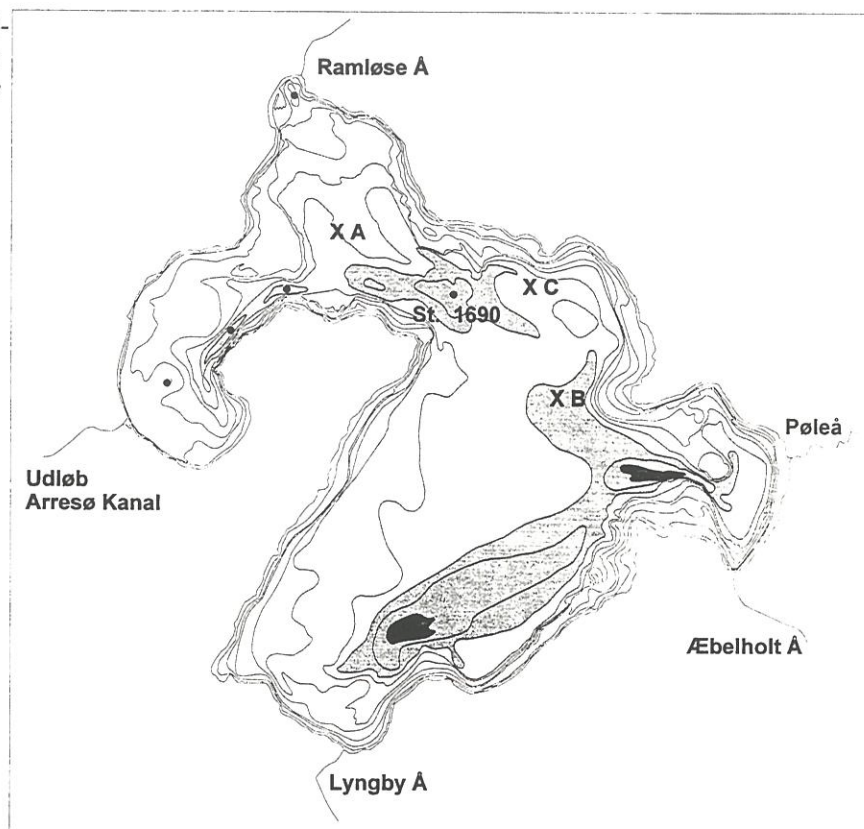 Ramløse Å
X A
X C
St. 1690
X B
Pøleå
Udløb
Arresø Kanal
Æbelholt Å
Lyngby Å